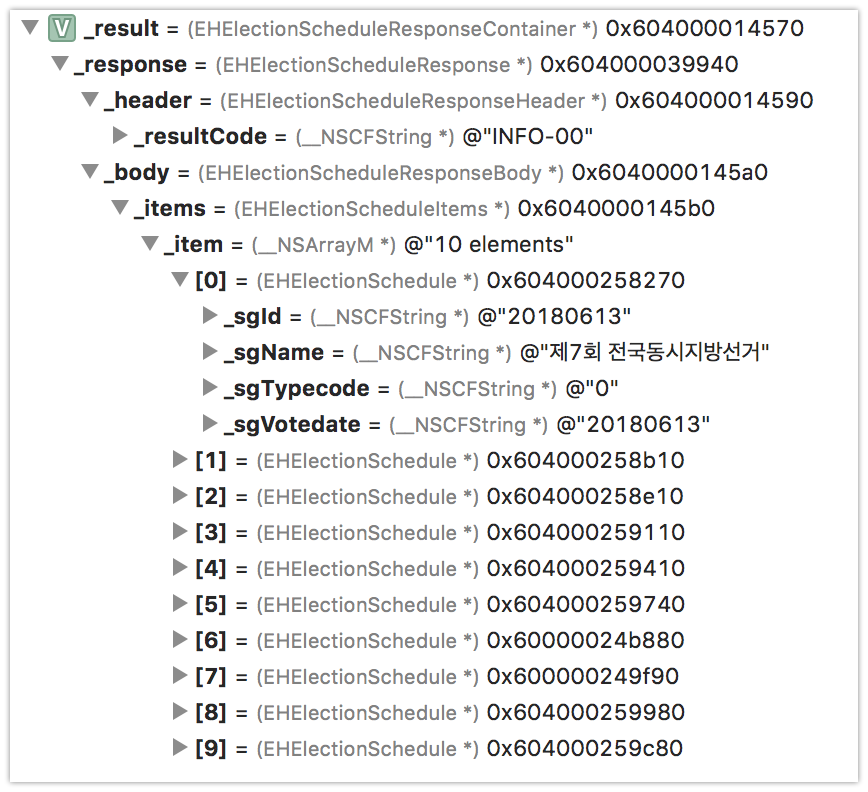 V _result = (EHElectionScheduleResponseContainer *) 0x604000014570
_response = (EHElectionScheduleResponse *) 0x604000039940
_header = (EHElectionScheduleResponseHeader *) 0x604000014590
_resultCode = (__NSCFString *) @"INFO-00"
_body = (EHElectionScheduleResponseBody *) 0x6040000145a0
_items = (EHElectionScheduleItems *) 0x6040000145b0
_item = (__NSArrayM *) @"10 elements"
[0] = (EHElectionSchedule *) 0x604000258270
_sgId = (__NSCFString *) @"20180613"
_sgName = (__NSCFString *) @"제7회 전국동시지방선거"
_sgTypecode = (__NSCFString *) @"0"
_sgVotedate = (__NSCFString *) @"20180613"
[1] = (EHElectionSchedule *) 0x604000258b10
[2] = (EHElectionSchedule *) 0x604000258e10
[3] = (EHElectionSchedule *) 0x604000259110
[4] = (EHElectionSchedule *) 0x604000259410
[5] = (EHElectionSchedule *) 0x604000259740
[6] = (EHElectionSchedule *) 0x60000024b880
[7] = (EHElectionSchedule *) 0x600000249f90
[8] = (EHElectionSchedule *) 0x604000259980
[9] = (EHElectionSchedule *) 0x604000259c80